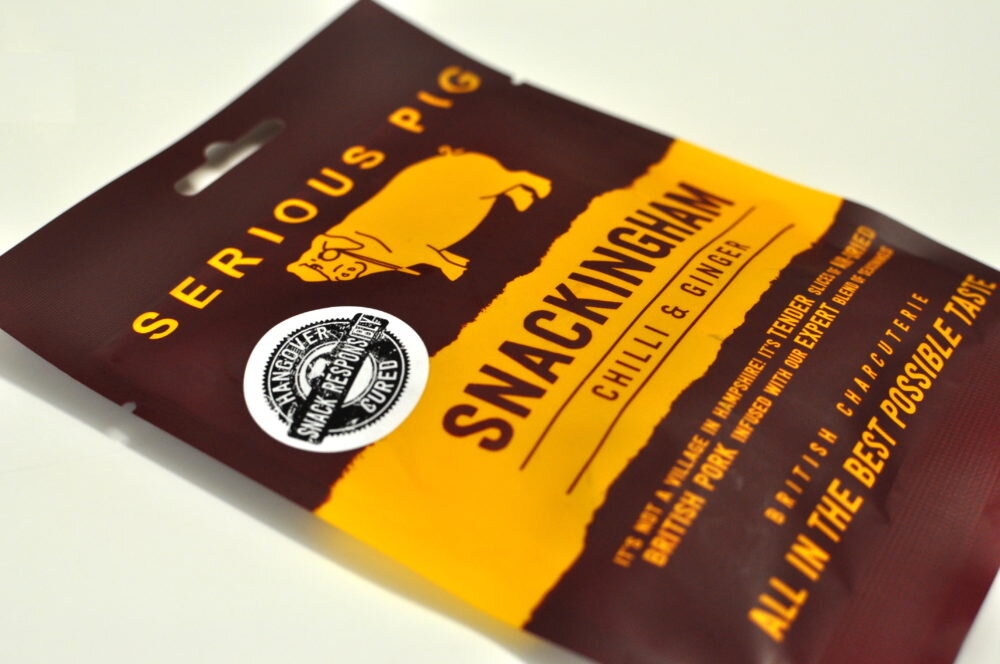 SERIOUS PIG
HANGOVER
SNACK RESPONSIBLY
CURED
SNACKINGHAM
CHILLI & GINGER
IT'S NOT A VILLAGE IN HAMPSHIRE! IT'S TENDER SLICES OF AIR-DRIED
BRITISH PORK INFUSED WITH OUR EXPERT BLEND OF SEASONINGS
BRITISH CHARCUTERIE
ALL IN THE BEST POSSIBLE TASTE